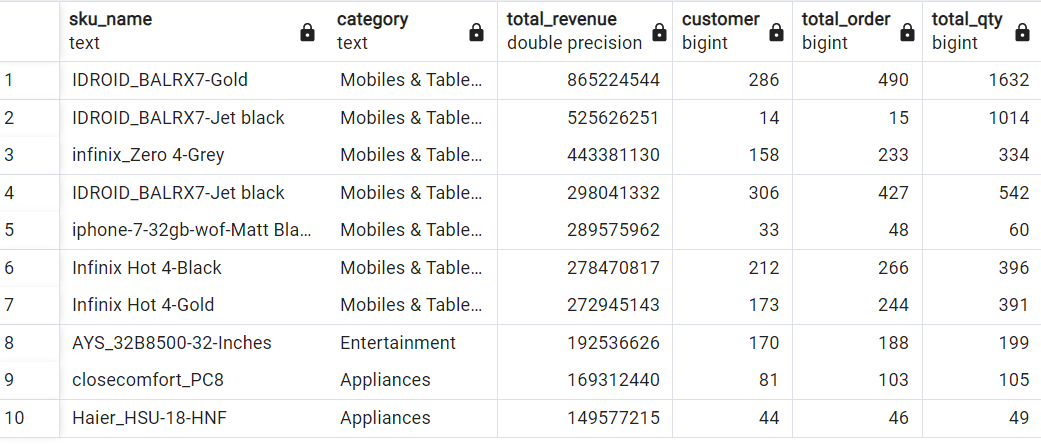 sku_name category total_revenue customer total_order total_qty
text text double precision bigint bigint bigint
1 IDROID_BALRX7-Gold Mobiles & Table... 865224544 286 490 1632
2 IDROID_BALRX7-Jet black Mobiles & Table... 525626251 14 15 1014
3 infinix_Zero 4-Grey Mobiles & Table... 443381130 158 233 334
4 IDROID_BALRX7-Jet black Mobiles & Table... 298041332 306 427 542
5 iphone-7-32gb-wof-Matt Bla... Mobiles & Table... 289575962 33 48 60
6 Infinix Hot 4-Black Mobiles & Table... 278470817 212 266 396
7 Infinix Hot 4-Gold Mobiles & Table... 272945143 173 244 391
8 AYS_32B8500-32-Inches Entertainment 192536626 170 188 199
9 closecomfort_PC8 Appliances 169312440 81 103 105
10 Haier_HSU-18-HNF Appliances 149577215 44 46 49